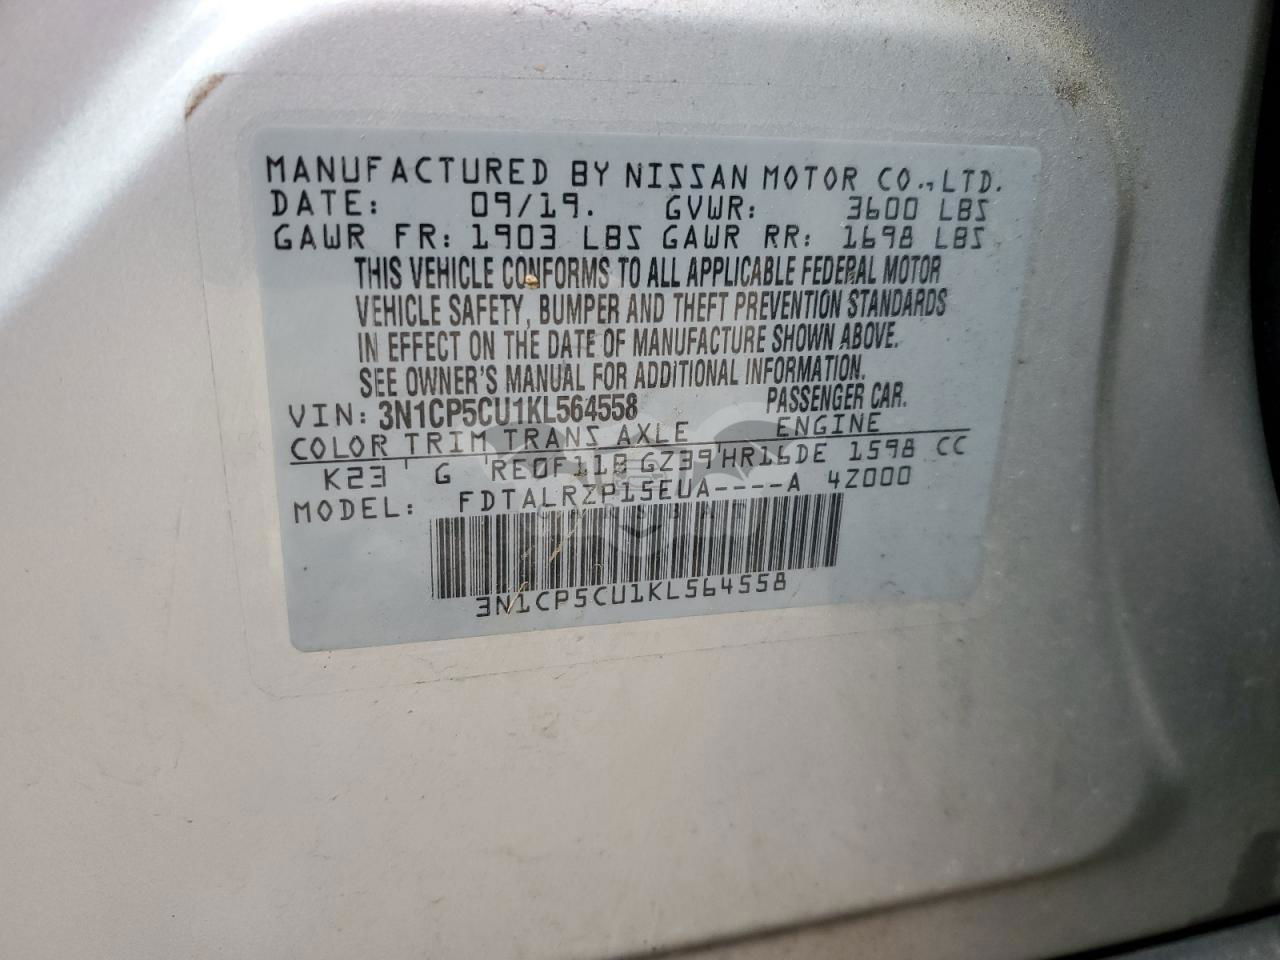 MANUFACTURED BY NISSAN MOTOR CO.,LTD.
DATE: 09/19. GVWR: 3600 LBS
GAWR FR: 1903 LBS GAWR RR: 1698 LBS
THIS VEHICLE CONFORMS TO ALL APPLICABLE FEDERAL MOTOR
VEHICLE SAFETY, BUMPER AND THEFT PREVENTION STANDARDS
IN EFFECT ON THE DATE OF MANUFACTURE SHOWN ABOVE.
SEE OWNER'S MANUAL FOR ADDITIONAL INFORMATION.
VIN: 3N1CP5CU1KL564558 PASSENGER CAR.
COLOR TRIM TRANS AXLE ENGINE
K23 G RE0F11B GZ39 HR16DE 1598 CC
MODEL: FDTALRZP15EUA----A 4Z000
3N1CP5CU1KL564558